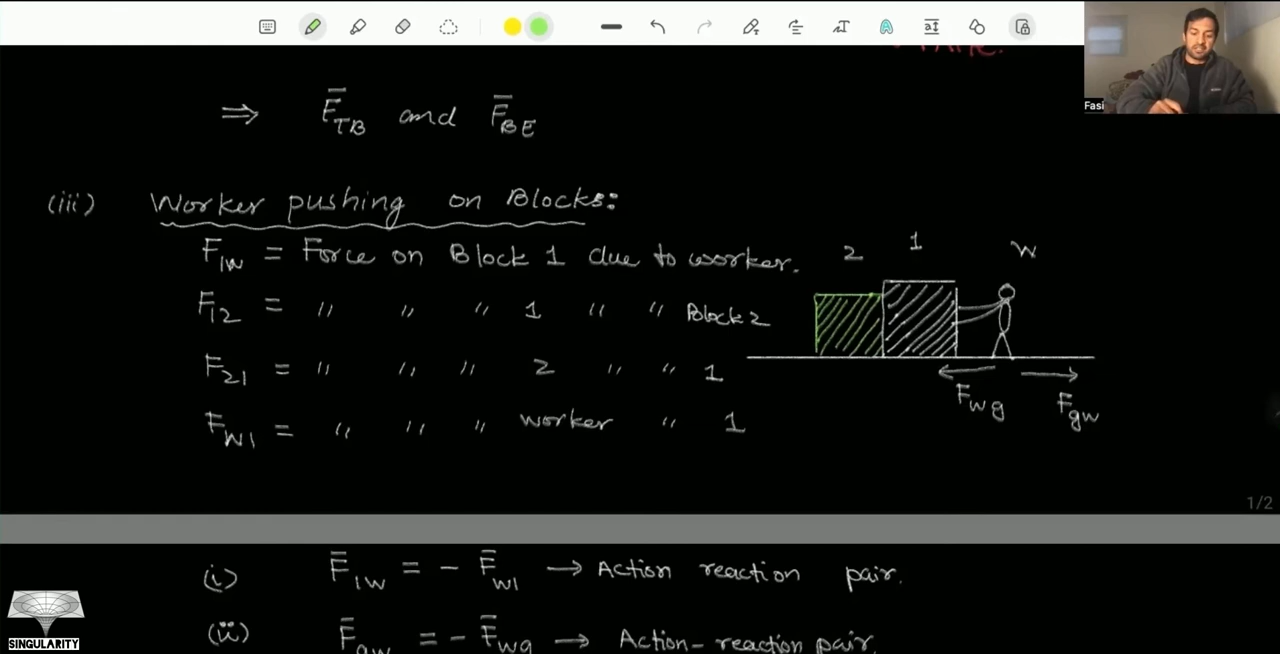 ⇒ F̄TB and F̄BE
(iii) Worker pushing on Blocks:
F1W = Force on Block 1 due to worker.
F12 = " " " 1 " " Block 2
F21 = " " " 2 " " 1
FW1 = " " " worker " 1
2 1 W
Fwg Fgw
1/2
(i) F̄1W = - F̄W1 → Action reaction pair.
(ii) F̄gw = - F̄wg → Action-reaction pair.
Fasi
SINGULARITY